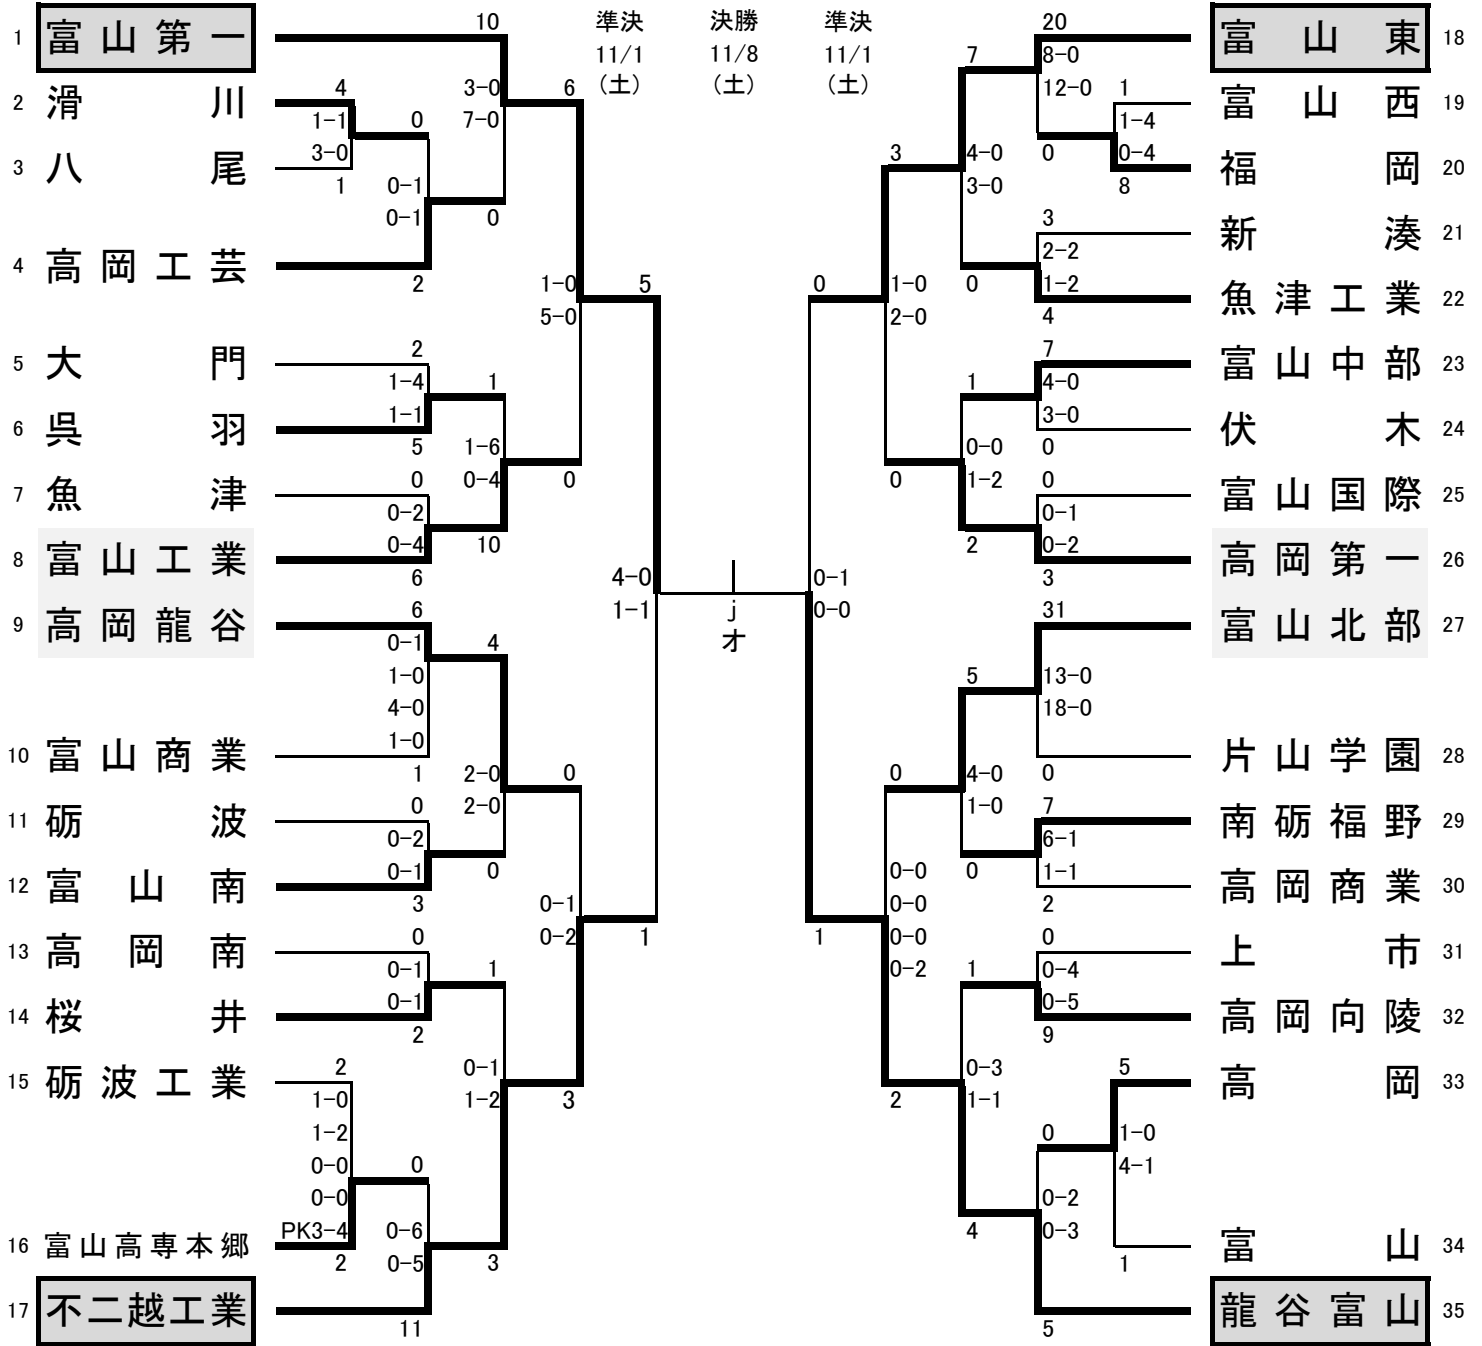 準決 決勝 準決
11/1 11/8 11/1
(土) (土) (土)
1 富山第一 10
2 滑川 4
1-1
3-0
3 八尾 1
0
0-1
0-1
4 高岡工芸 2
3-0
7-0
0
6
5 大門 2
1-4
1-1
6 呉羽 5
1
7 魚津 0
0-2
0-4
8 富山工業 6
1-6
0-4
10
1-0
5-0
0
5
9 高岡龍谷 6
0-1
1-0
4-0
1-0
10 富山商業 1
4
11 砺波 0
0-2
0-1
12 富山南 3
2-0
2-0
0
0
13 高岡南 0
0-1
0-1
14 桜井 2
1
15 砺波工業 2
1-0
1-2
0-0
0-0
PK3-4
16 富山高専本郷 2
0
0-6
0-5
17 不二越工業 11
0-1
1-2
3
0-1
0-2
3
1
4-0
1-1
j
オ
0-1
0-0
18 富山東 20
8-0
12-0
19 富山西 1
1-4
0-4
20 福岡 8
0
7
21 新湊 3
2-2
1-2
22 魚津工業 4
4-0
3-0
0
3
23 富山中部 7
4-0
3-0
24 伏木 0
1
25 富山国際 0
0-1
0-2
26 高岡第一 3
0-0
1-2
2
1-0
2-0
0
0
27 富山北部 31
13-0
18-0
28 片山学園 0
5
29 南砺福野 7
6-1
1-1
30 高岡商業 2
4-0
1-0
0
0
31 上市 0
0-4
0-5
32 高岡向陵 9
1
33 高岡 5
1-0
4-1
34 富山 1
0
0-2
0-3
35 龍谷富山 5
0-3
1-1
4
0-0
0-0
0-0
0-2
2
1